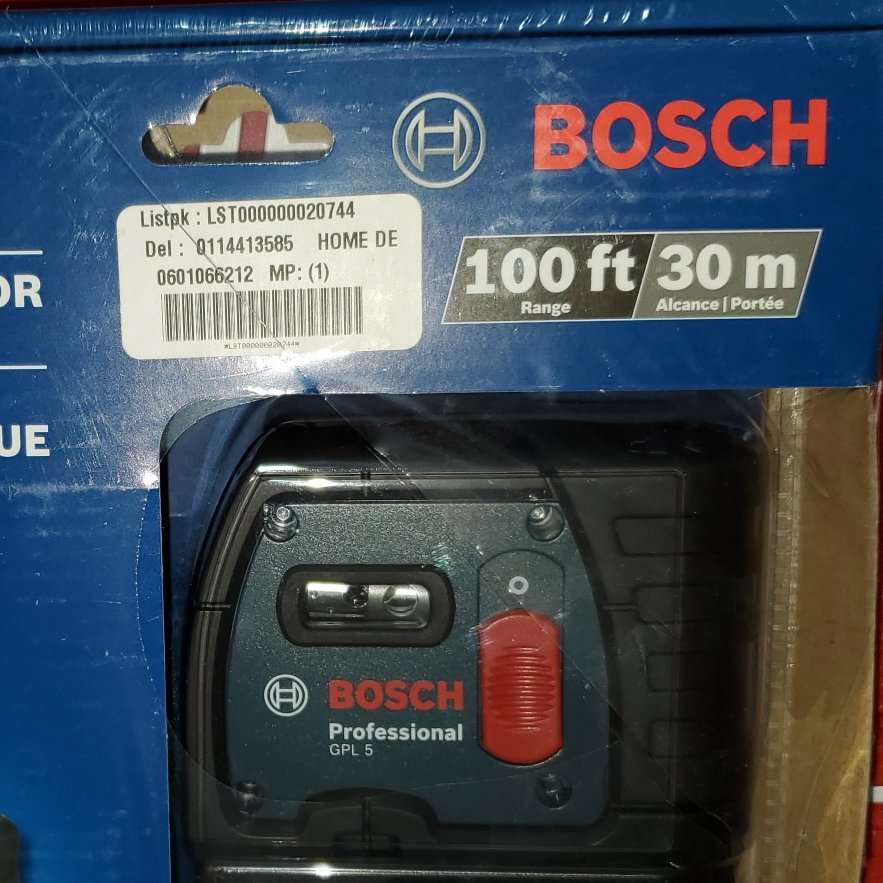 BOSCH
Listpk : LST000000020744
Del : 0114413585 HOME DE
0601066212 MP: (1)
*LST000000020744*
100 ft 30 m
Range Alcance | Portée
OR
UE
BOSCH
Professional
GPL 5